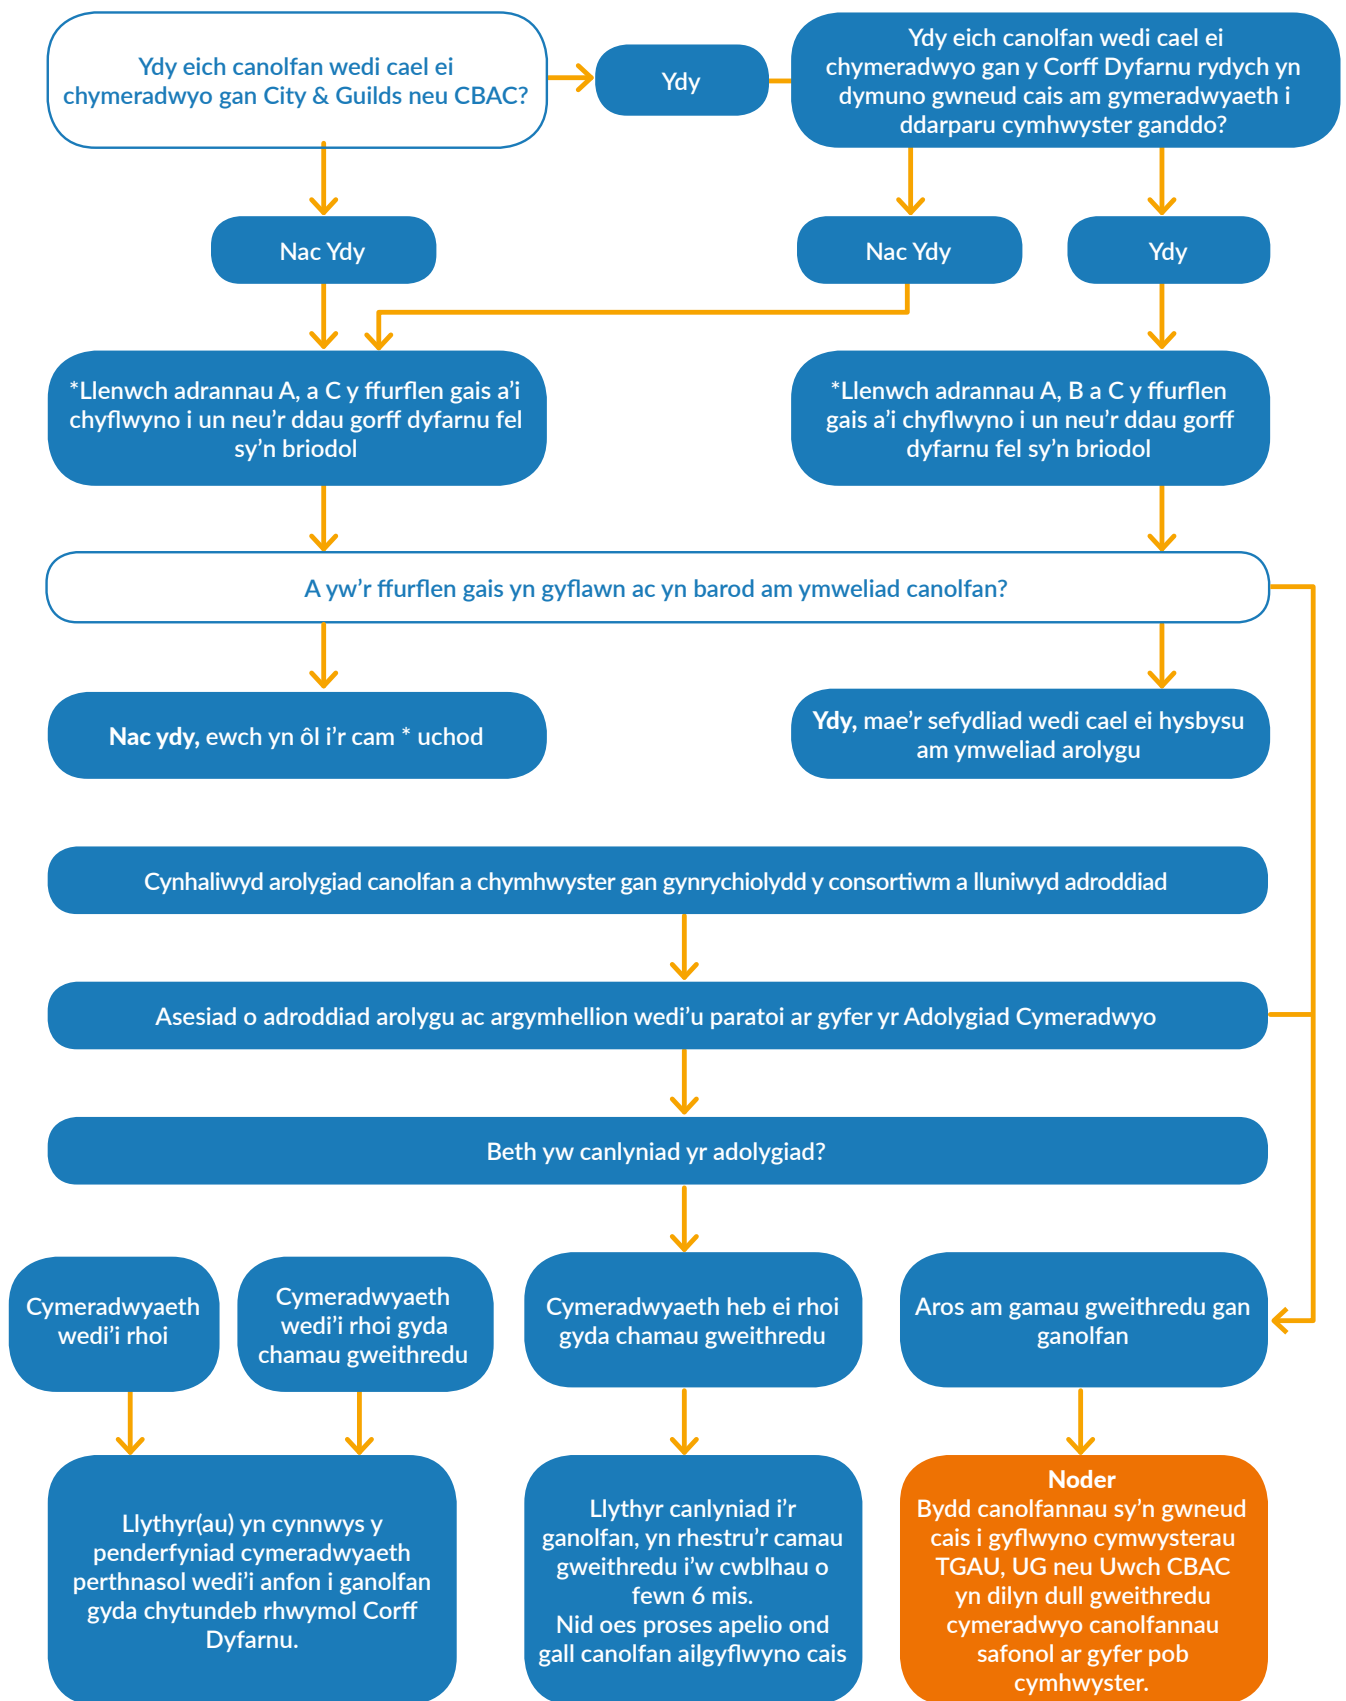 Ydy eich canolfan wedi cael ei
chymeradwyo gan City & Guilds neu CBAC?
Ydy
Ydy eich canolfan wedi cael ei
chymeradwyo gan y Corff Dyfarnu rydych yn
dymuno gwneud cais am gymeradwyaeth i
ddarparu cymhwyster ganddo?
Nac Ydy
Nac Ydy
Ydy
*Llenwch adrannau A, a C y ffurflen gais a'i
chyflwyno i un neu'r ddau gorff dyfarnu fel
sy'n briodol
*Llenwch adrannau A, B a C y ffurflen
gais a'i chyflwyno i un neu'r ddau gorff
dyfarnu fel sy'n briodol
A yw'r ffurflen gais yn gyflawn ac yn barod am ymweliad canolfan?
Nac ydy, ewch yn ôl i'r cam * uchod
Ydy, mae'r sefydliad wedi cael ei hysbysu
am ymweliad arolygu
Cynhaliwyd arolygiad canolfan a chymhwyster gan gynrychiolydd y consortiwm a lluniwyd adroddiad
Asesiad o adroddiad arolygu ac argymhellion wedi'u paratoi ar gyfer yr Adolygiad Cymeradwyo
Beth yw canlyniad yr adolygiad?
Cymeradwyaeth
wedi'i rhoi
Cymeradwyaeth
wedi'i rhoi gyda
chamau gweithredu
Cymeradwyaeth heb ei rhoi
gyda chamau gweithredu
Aros am gamau gweithredu gan
ganolfan
Llythyr(au) yn cynnwys y
penderfyniad cymeradwyaeth
perthnasol wedi'i anfon i ganolfan
gyda chytundeb rhwymol Corff
Dyfarnu.
Llythyr canlyniad i'r
ganolfan, yn rhestru'r camau
gweithredu i'w cwblhau o
fewn 6 mis.
Nid oes proses apelio ond
gall canolfan ailgyflwyno cais
Noder
Bydd canolfannau sy'n gwneud
cais i gyflwyno cymwysterau
TGAU, UG neu Uwch CBAC
yn dilyn dull gweithredu
cymeradwyo canolfannau
safonol ar gyfer pob
cymhwyster.